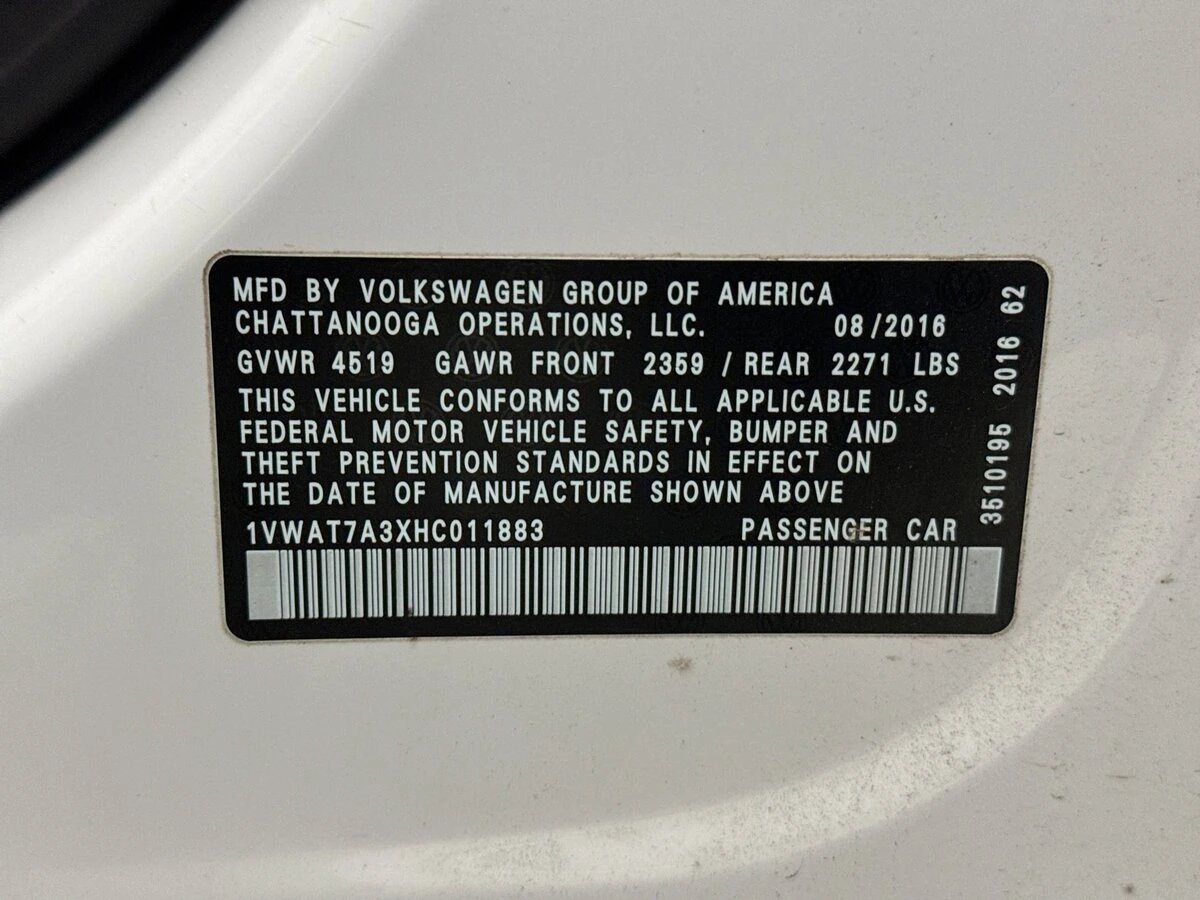 MFD BY VOLKSWAGEN GROUP OF AMERICA
CHATTANOOGA OPERATIONS, LLC. 08/2016
GVWR 4519 GAWR FRONT 2359 / REAR 2271 LBS
THIS VEHICLE CONFORMS TO ALL APPLICABLE U.S.
FEDERAL MOTOR VEHICLE SAFETY, BUMPER AND
THEFT PREVENTION STANDARDS IN EFFECT ON
THE DATE OF MANUFACTURE SHOWN ABOVE
1VWAT7A3XHC011883 PASSENGER CAR
3510195 2016 62